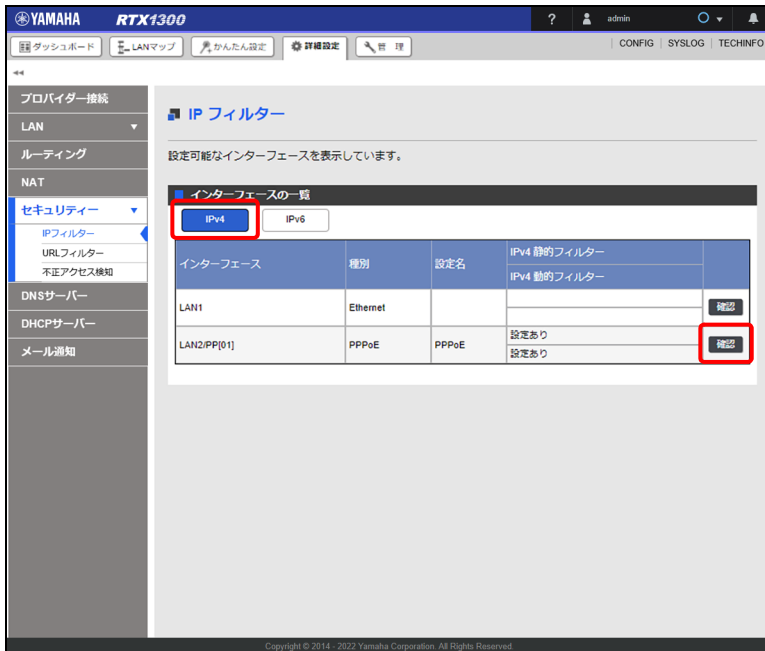 YAMAHA RTX1300 ? admin
ダッシュボード LANマップ かんたん設定 詳細設定 管 理 CONFIG SYSLOG TECHINFO
プロバイダー接続
LAN
ルーティング
NAT
セキュリティー
IPフィルター
URLフィルター
不正アクセス検知
DNSサーバー
DHCPサーバー
メール通知
IP フィルター
設定可能なインターフェースを表示しています。
インターフェースの一覧
IPv4 IPv6
インターフェース 種別 設定名 IPv4 静的フィルター
IPv4 動的フィルター
LAN1 Ethernet 確認
LAN2/PP[01] PPPoE PPPoE 設定あり 確認
設定あり
Copyright © 2014 - 2022 Yamaha Corporation. All Rights Reserved.